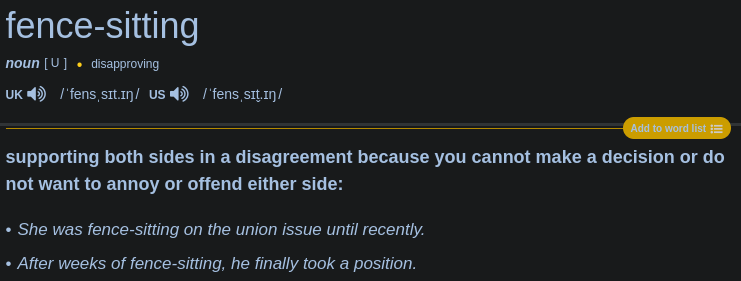 fence-sitting
noun [ U ] • disapproving
UK /ˈfensˌsɪt.ɪŋ/ US /ˈfensˌsɪt̬.ɪŋ/
Add to word list
supporting both sides in a disagreement because you cannot make a decision or do
not want to annoy or offend either side:
• She was fence-sitting on the union issue until recently.
• After weeks of fence-sitting, he finally took a position.